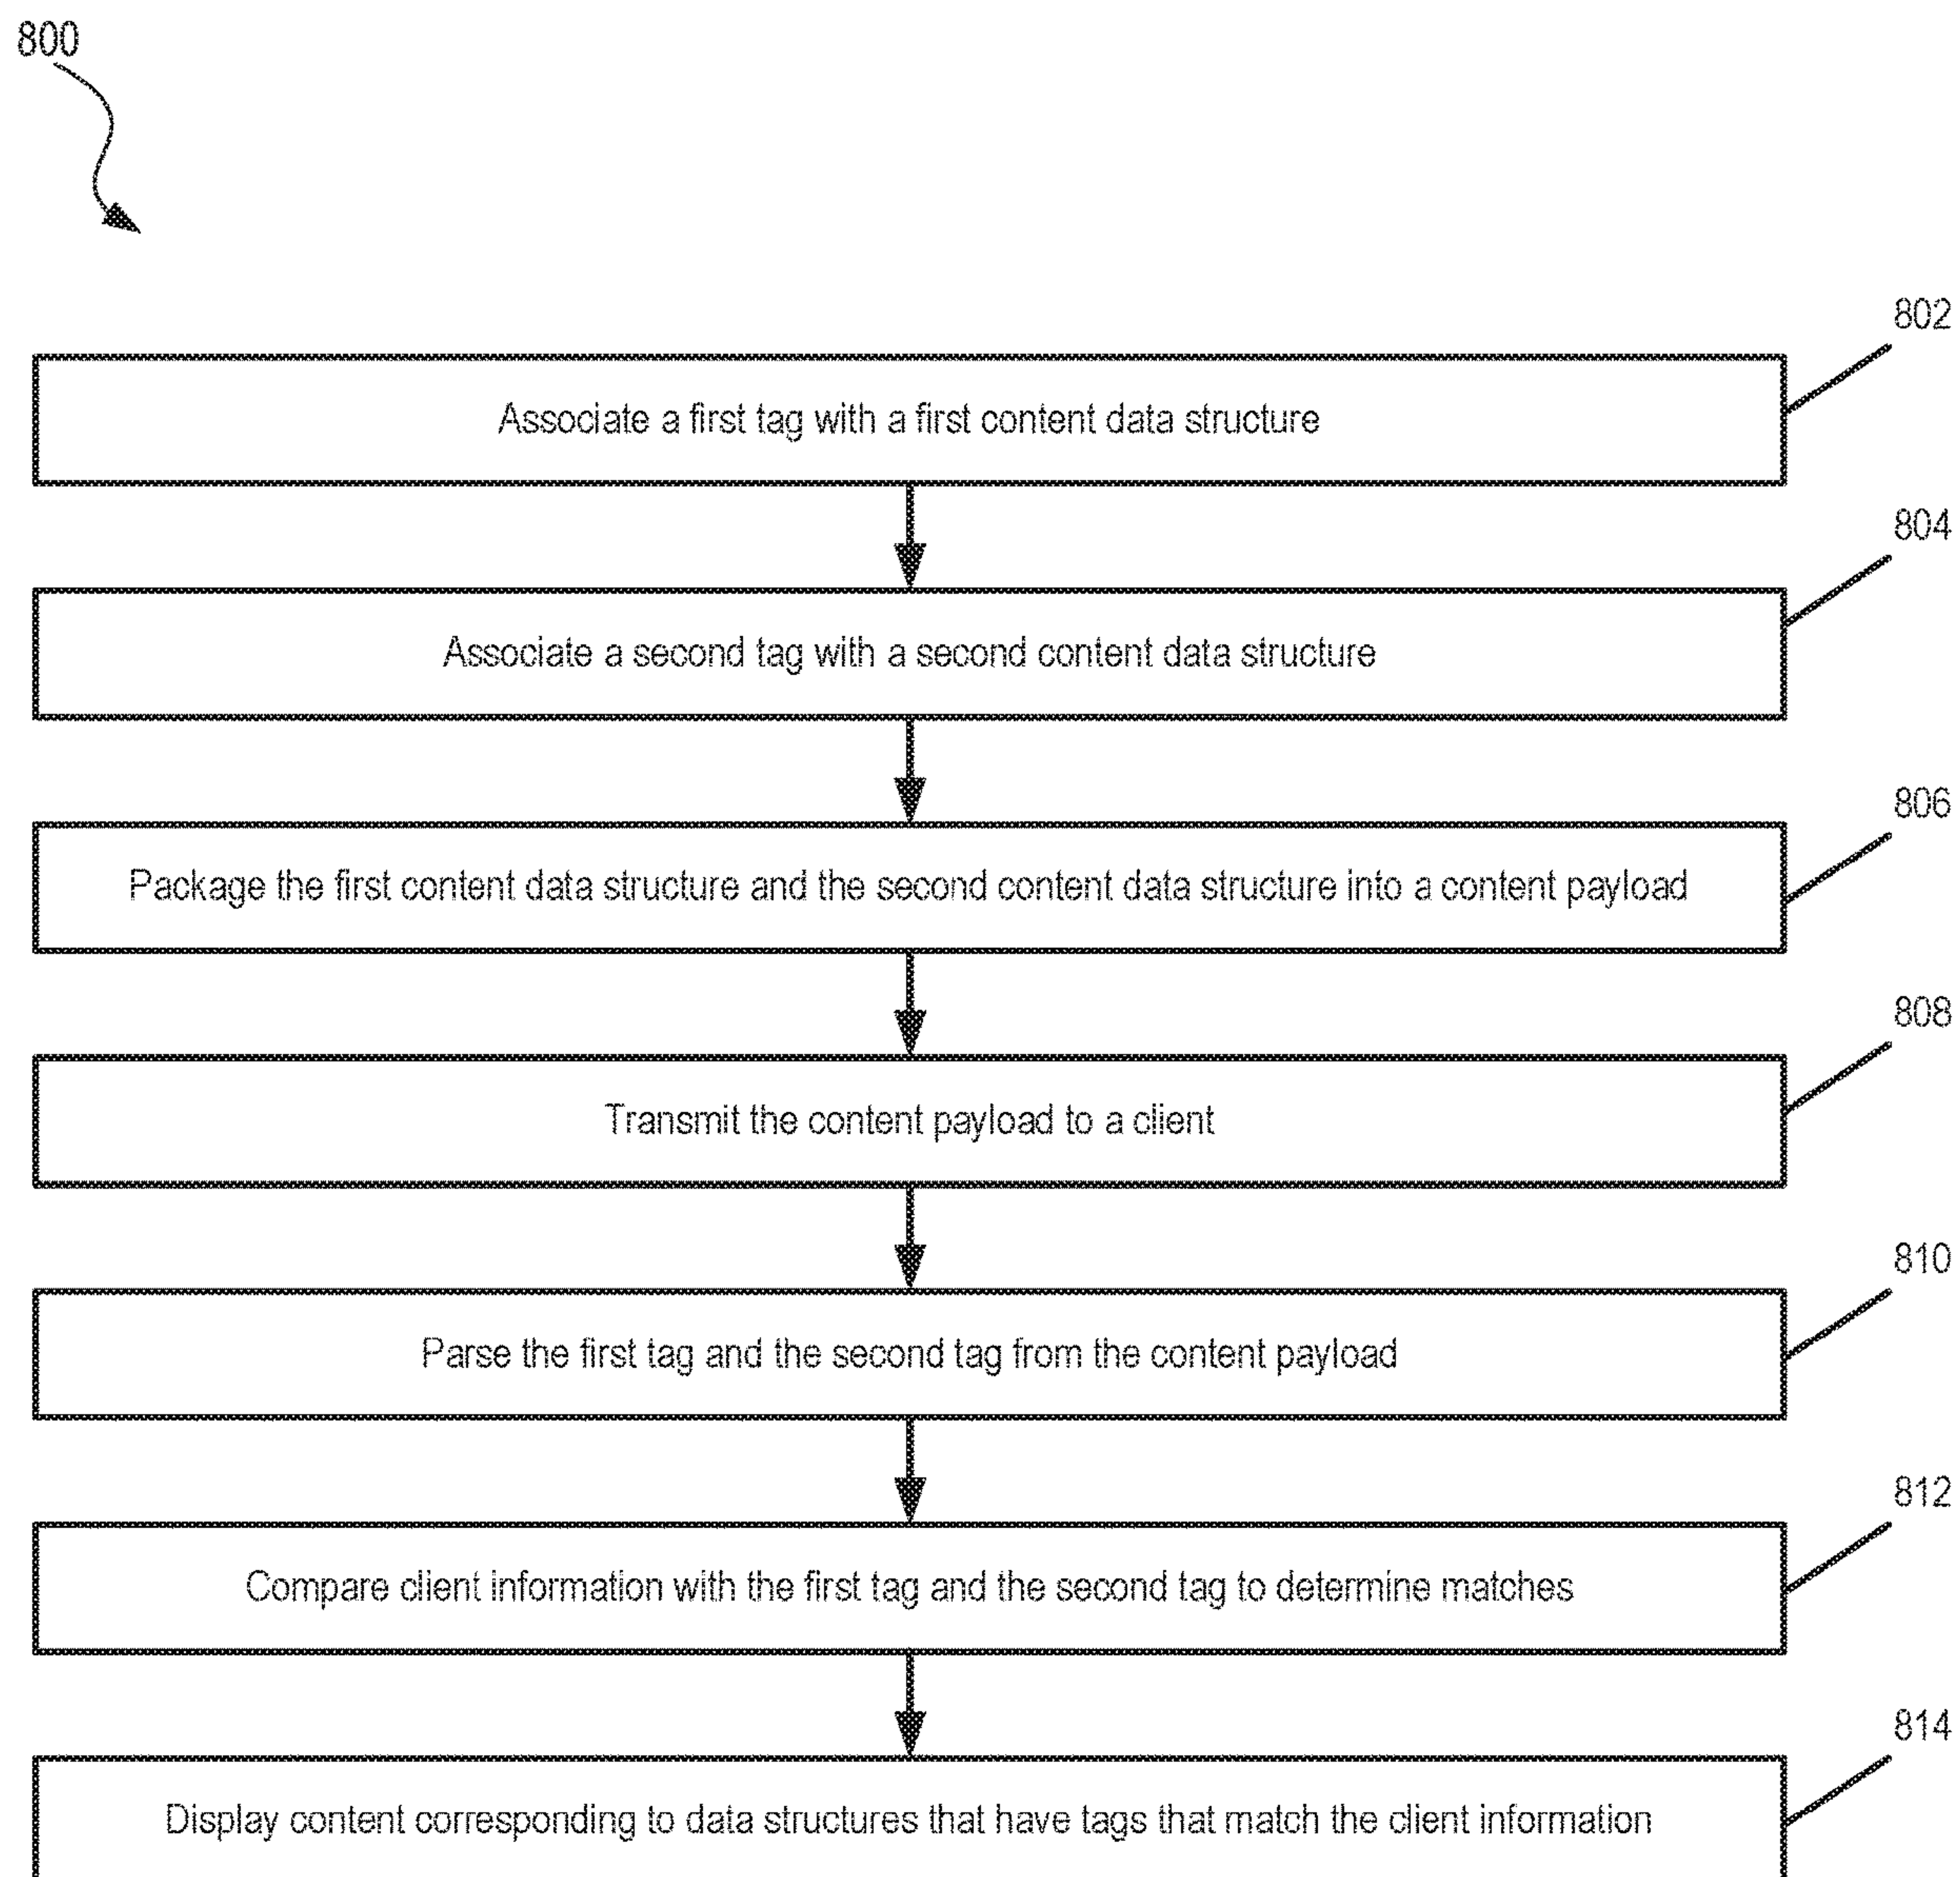 800
802
Associate a first tag with a first content data structure
804
Associate a second tag with a second content data structure
806
Package the first content data structure and the second content data structure into a content payload
808
Transmit the content payload to a client
810
Parse the first tag and the second tag from the content payload
812
Compare client information with the first tag and the second tag to determine matches
814
Display content corresponding to data structures that have tags that match the client information